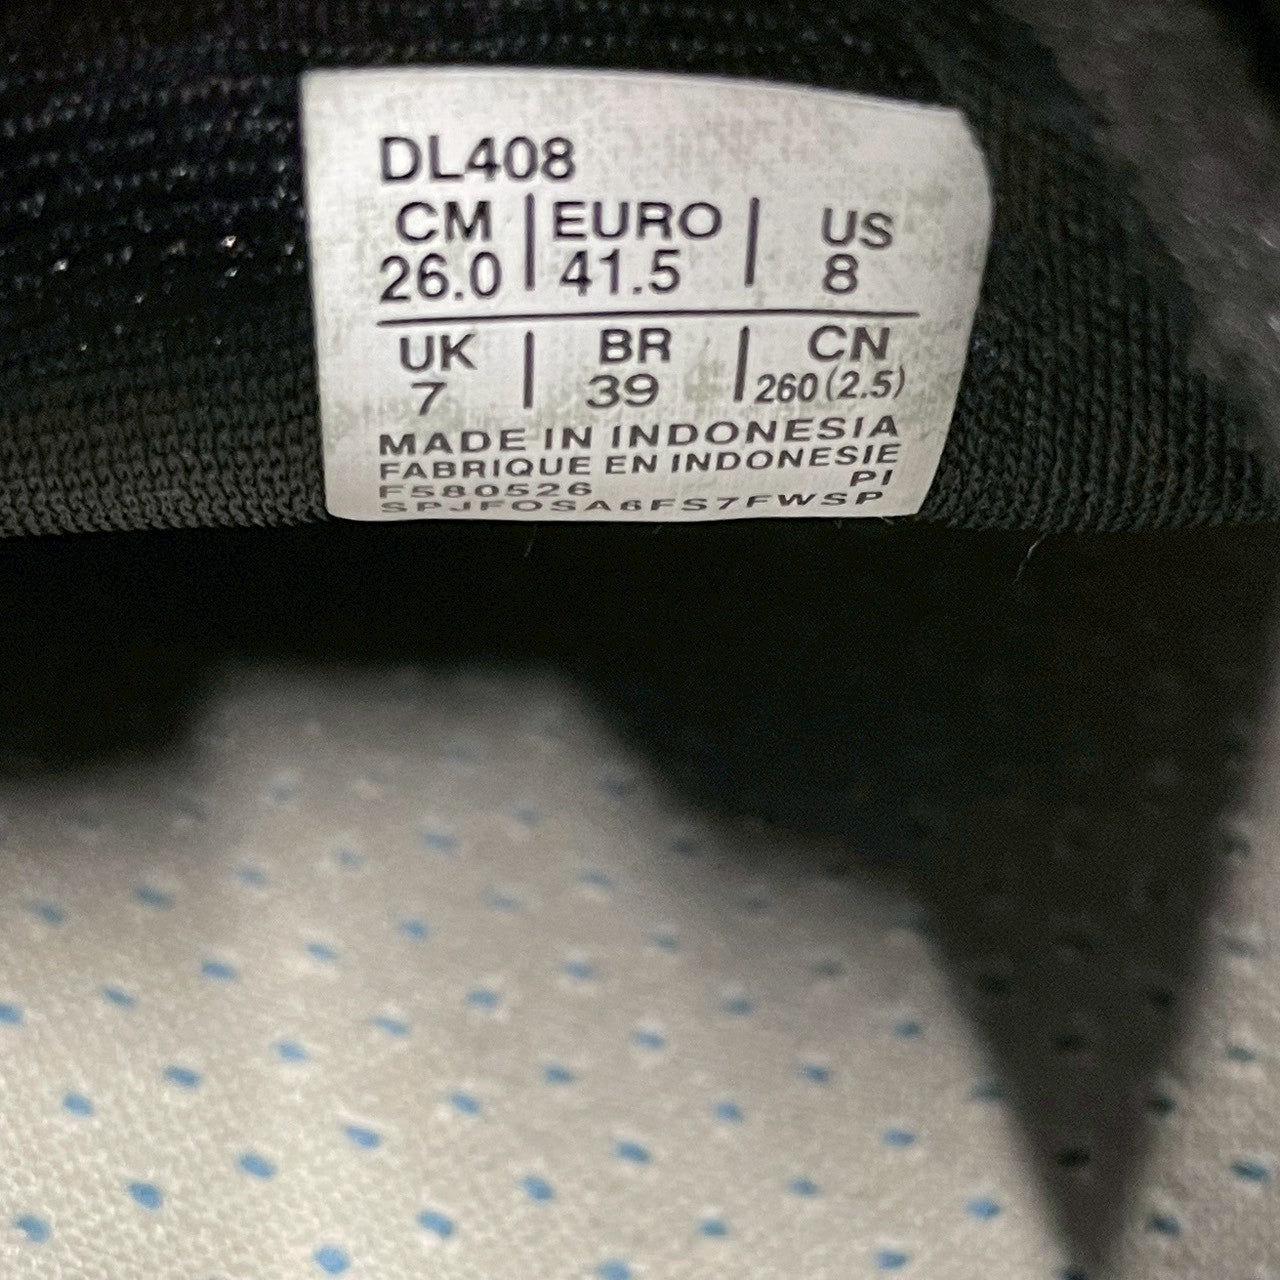 DL408
CM | EURO | US
26.0 | 41.5 | 8
UK | BR | CN
7 | 39 | 260 (2.5)
MADE IN INDONESIA
FABRIQUE EN INDONESIE
F580526 PI
SPJFOSA6FS7FWSP